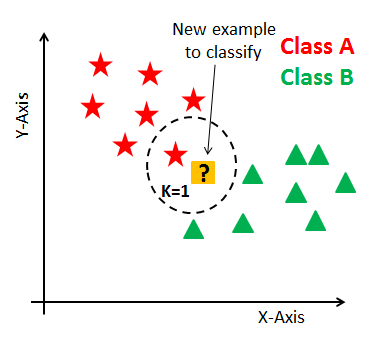 New example
to classify
Class A
Class B
Y-Axis
?
K=1
X-Axis